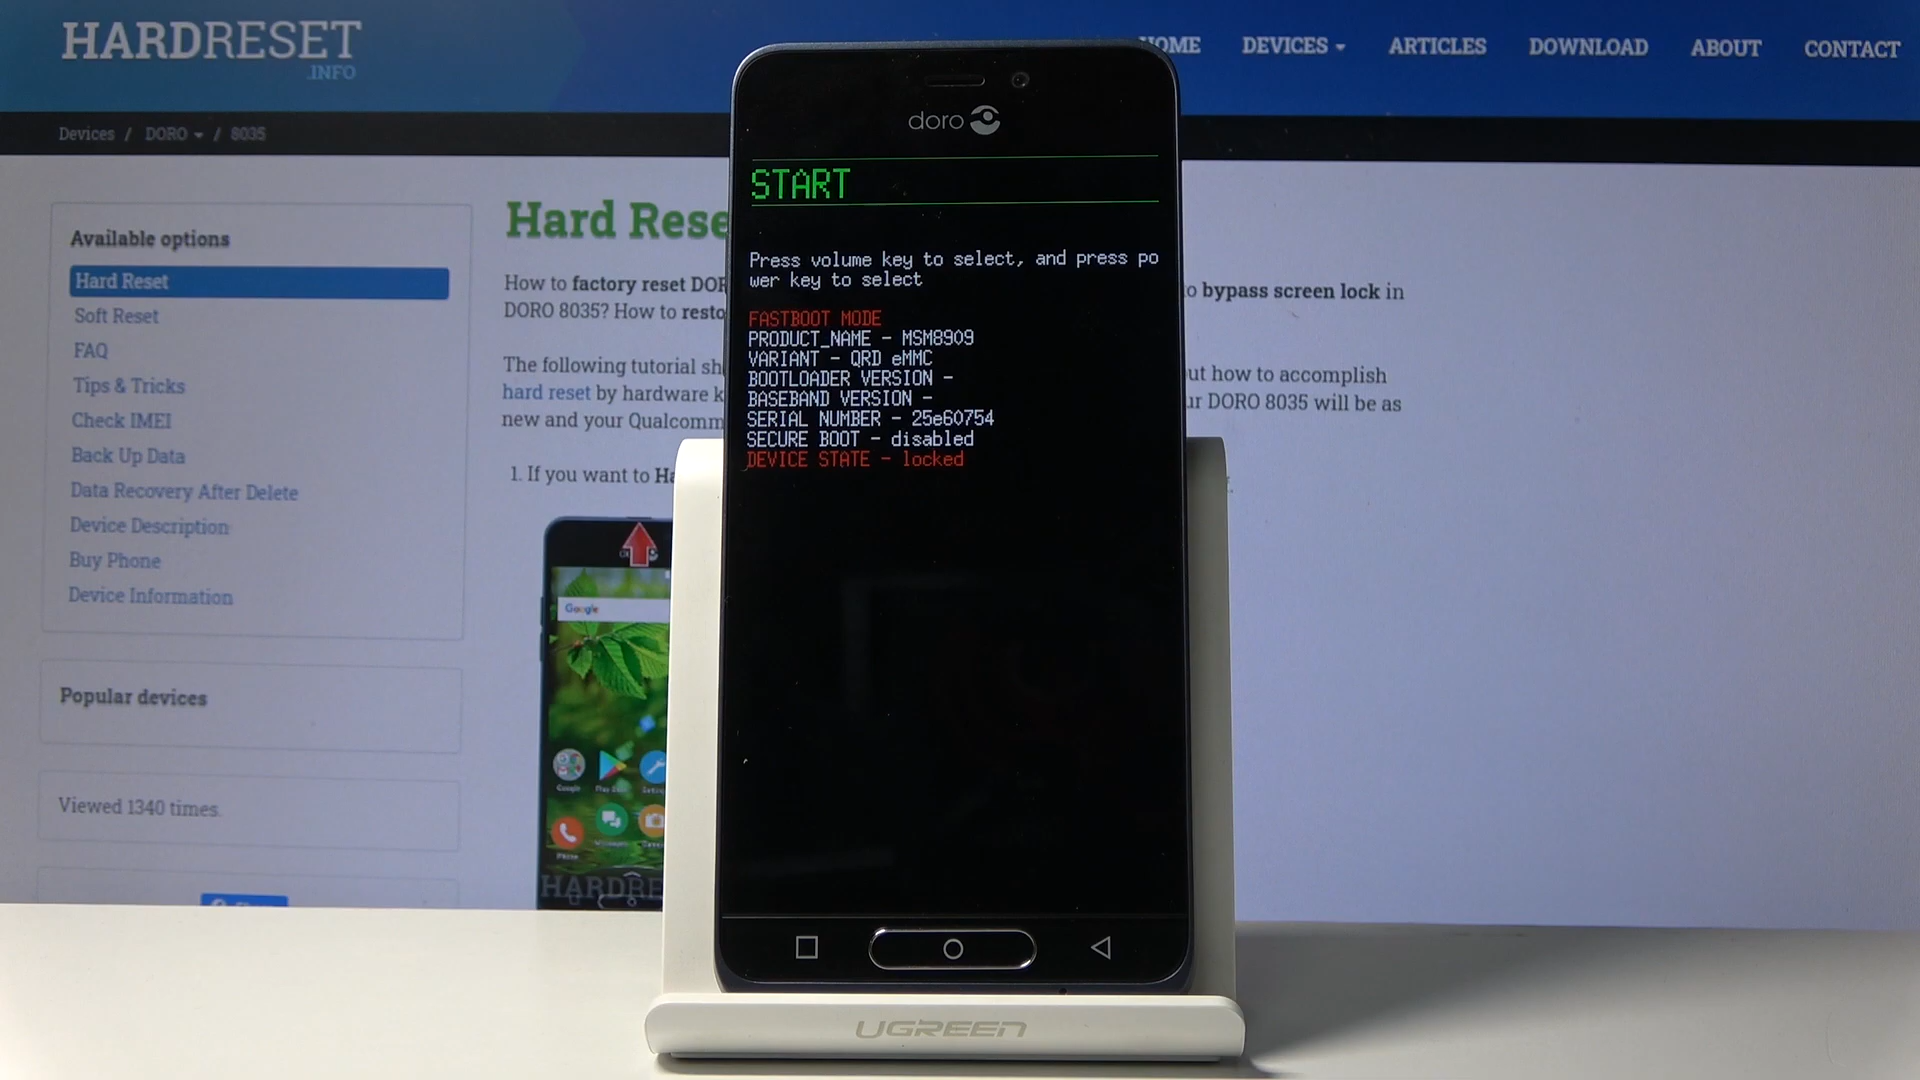 HARDRESET
.INFO
HOME DEVICES ARTICLES DOWNLOAD ABOUT CONTACT
Devices / DORO / 8035
Available options
Hard Reset
Soft Reset
FAQ
Tips & Tricks
Check IMEI
Back Up Data
Data Recovery After Delete
Device Description
Buy Phone
Device Information
Popular devices
Viewed 1340 times
Hard Rese
How to factory reset DOR
DORO 8035? How to resto
o bypass screen lock in
The following tutorial sh
ut how to accomplish
hard reset by hardware k
ur DORO 8035 will be as
new and your Qualcomm
1. If you want to Ha
Google
HARDRE
doro
START
Press volume key to select, and press po
wer key to select
FASTBOOT MODE
PRODUCT_NAME - MSM8909
VARIANT - QRD eMMC
BOOTLOADER VERSION -
BASEBAND VERSION -
SERIAL NUMBER - 25e60754
SECURE BOOT - disabled
DEVICE STATE - locked
UGREEN